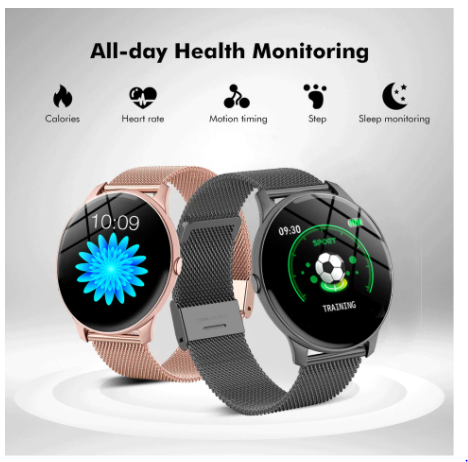 All-day Health Monitoring
Calories
Heart rate
Motion timing
Step
Sleep monitoring
10:09
09:30
SPORT
TRAINING